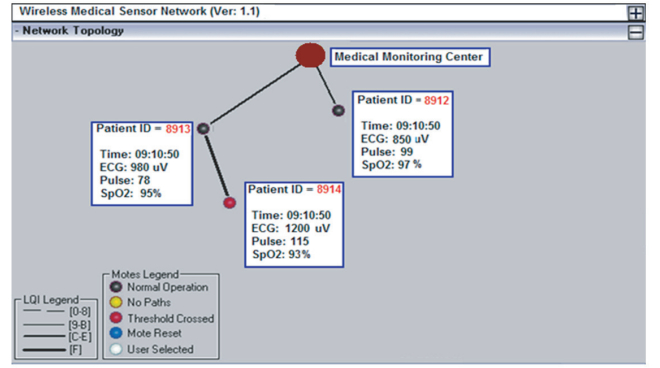 Wireless Medical Sensor Network (Ver: 1.1)
- Network Topology
Medical Monitoring Center
Patient ID = 8912
Time: 09:10:50
ECG: 850 uV
Pulse: 99
SpO2: 97 %
Patient ID = 8913
Time: 09:10:50
ECG: 980 uV
Pulse: 78
SpO2: 95%
Patient ID = 8914
Time: 09:10:50
ECG: 1200 uV
Pulse: 115
SpO2: 93%
LQI Legend
[0-8]
[9-B]
[C-E]
[F]
Motes Legend
Normal Operation
No Paths
Threshold Crossed
Mote Reset
User Selected